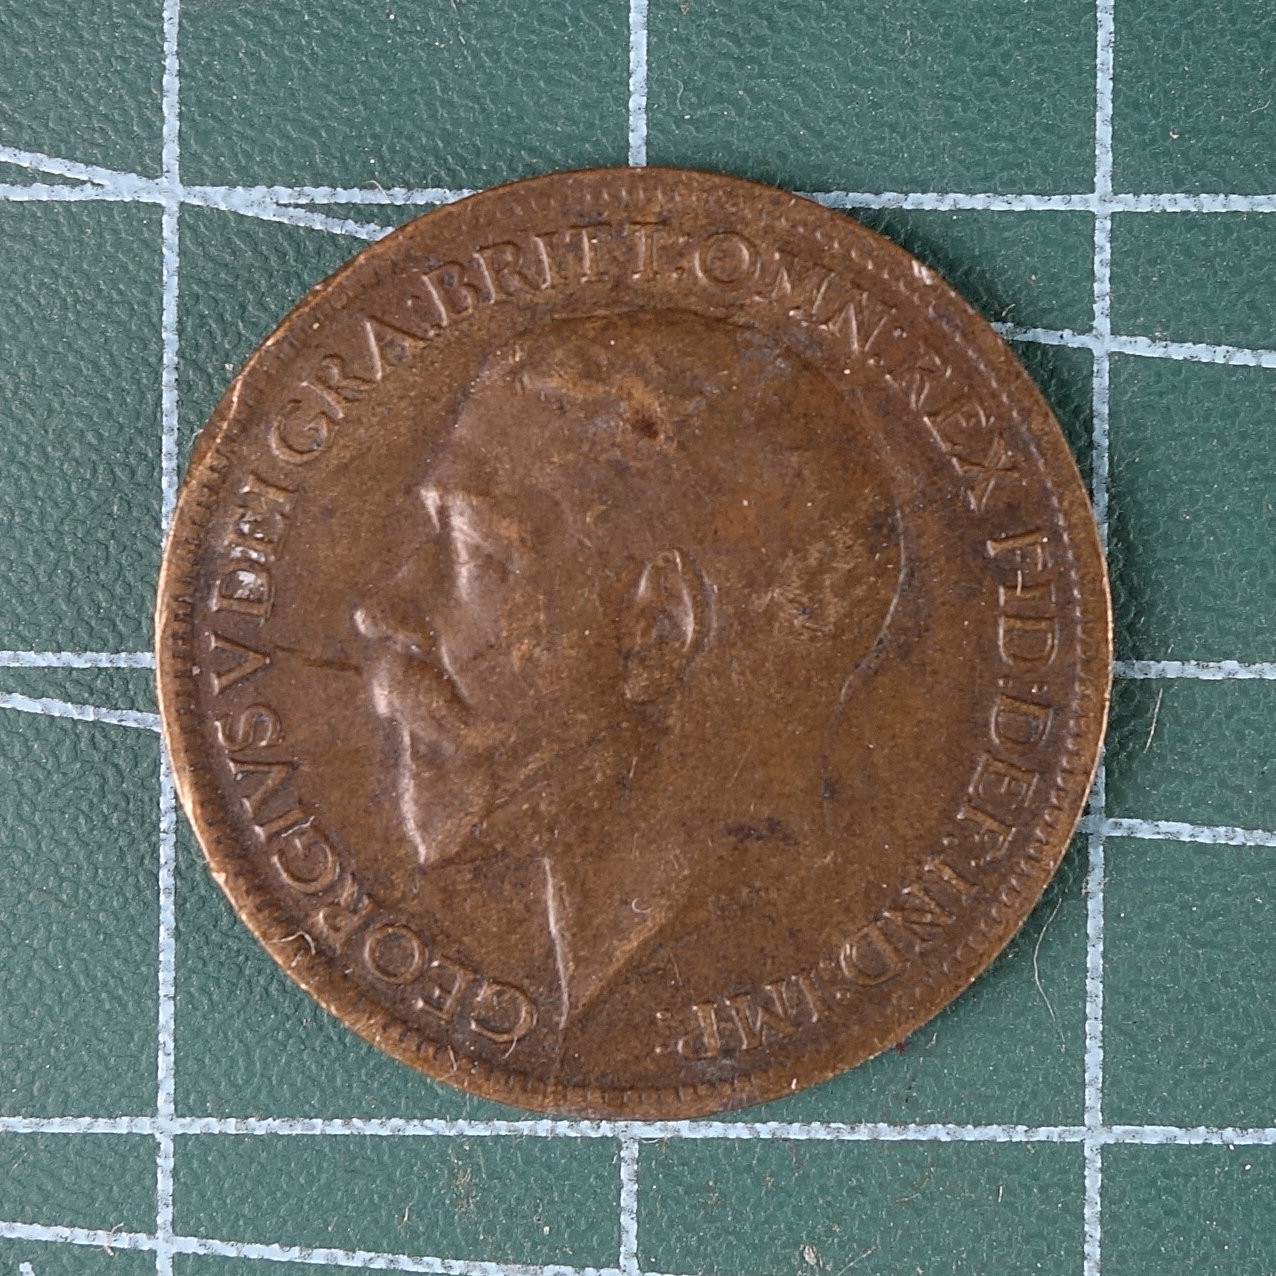 GEORGIVS V DEI GRA: BRITT: OMN: REX FID: DEF: IND: IMP: